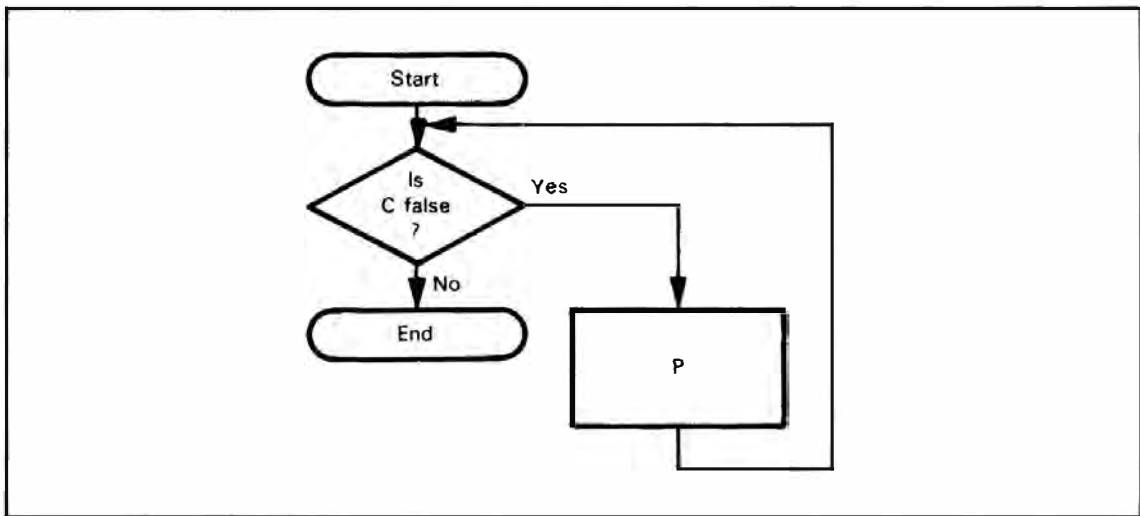 Start
Is
C false
?
Yes
No
End
P